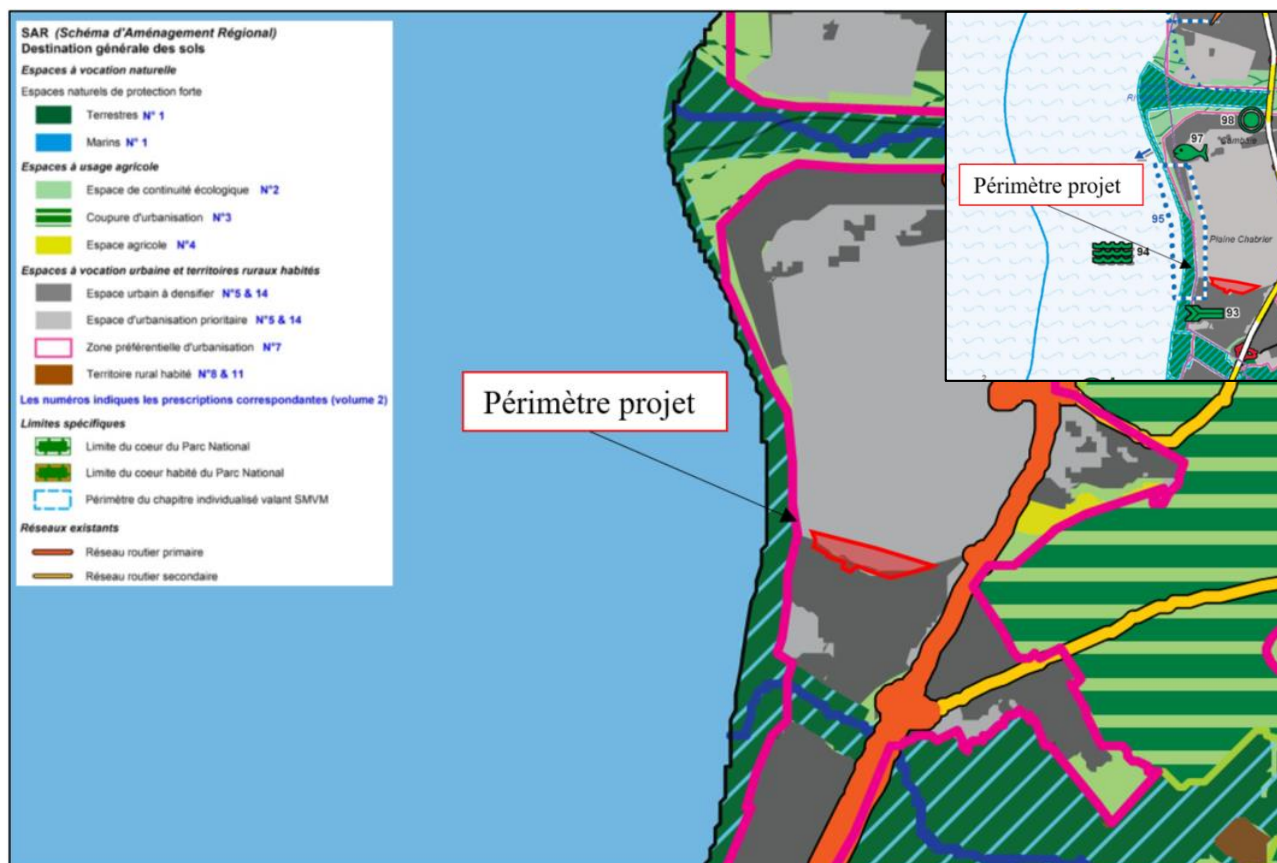 SAR (Schéma d'Aménagement Régional)
Destination générale des sols
Espaces à vocation naturelle
Espaces naturels de protection forte
Terrestres N° 1
Marins N° 1
Espaces à usage agricole
Espace de continuité écologique N°2
Coupure d'urbanisation N°3
Espace agricole N°4
Espaces à vocation urbaine et territoires ruraux habités
Espace urbain à densifier N°5 & 14
Espace d'urbanisation prioritaire N°5 & 14
Zone préférentielle d'urbanisation N°7
Territoire rural habité N°8 & 11
Les numéros indiques les prescriptions correspondantes (volume 2)
Limites spécifiques
Limite du coeur du Parc National
Limite du coeur habité du Parc National
Périmètre du chapitre individualisé valant SMVM
Réseaux existants
Réseau routier primaire
Réseau routier secondaire
Périmètre projet
98
97
Périmètre projet
95
Plaine Chabrier
94
93